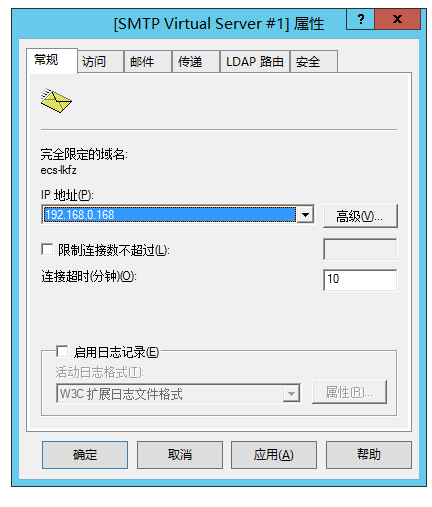 [SMTP Virtual Server #1] 属性
?
x
常规 访问 邮件 传递 LDAP 路由 安全
完全限定的域名:
ecs-lkfz
IP 地址(P):
192.168.0.168
高级(V)...
限制连接数不超过(L):
连接超时(分钟)(O):
10
启用日志记录(E)
活动日志格式(T):
W3C 扩展日志文件格式
属性(R)...
确定 取消 应用(A) 帮助